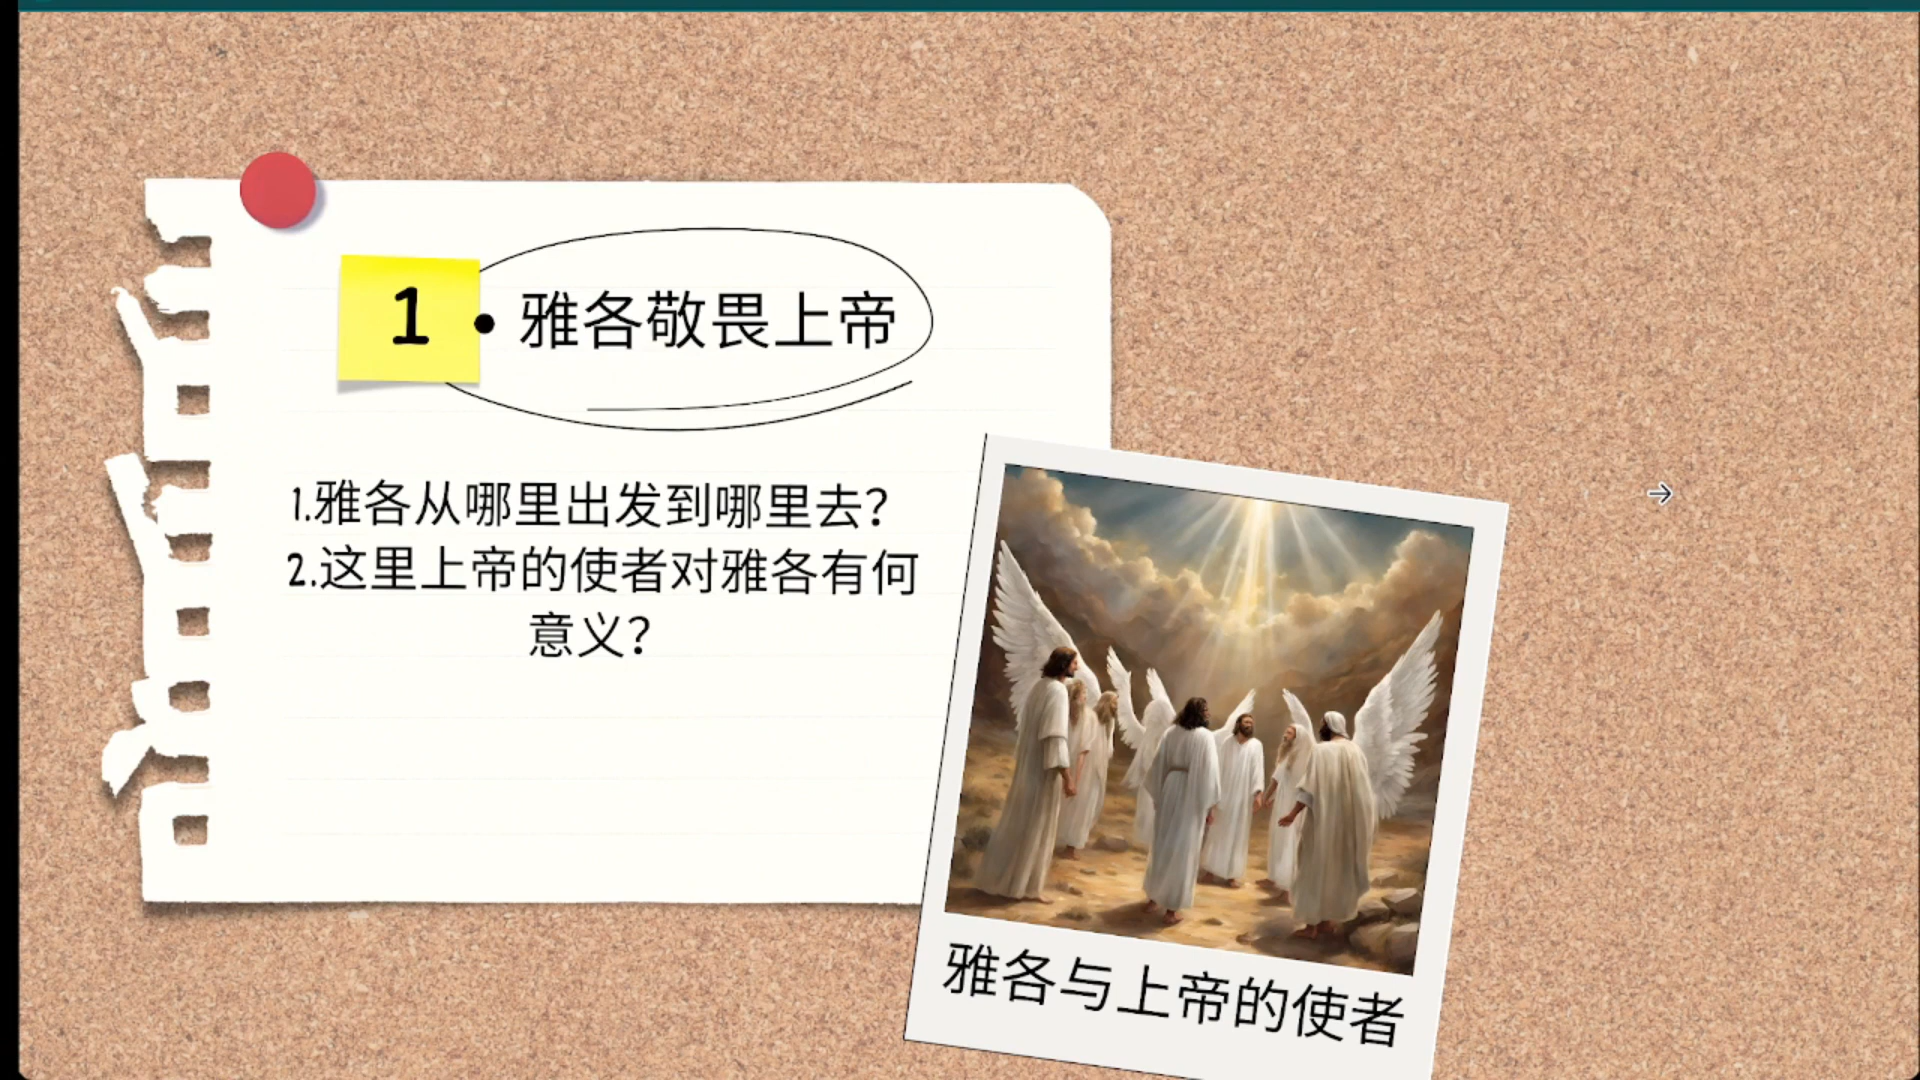 1
雅各敬畏上帝
1.雅各从哪里出发到哪里去？
2.这里上帝的使者对雅各有何
意义？
雅各与上帝的使者